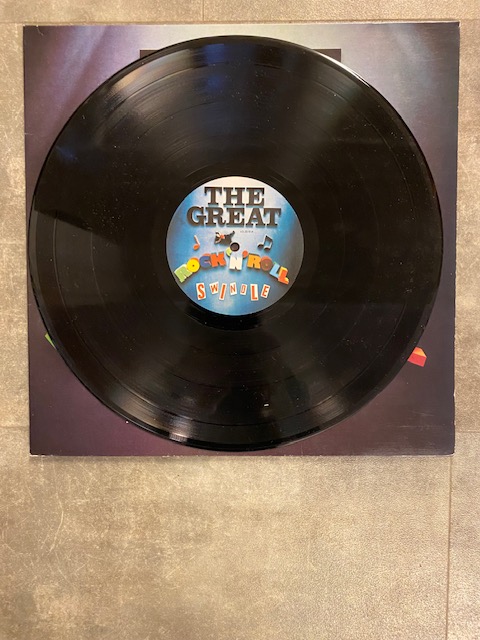 THE
GREAT
ROCK'N'ROLL
SWINDLE